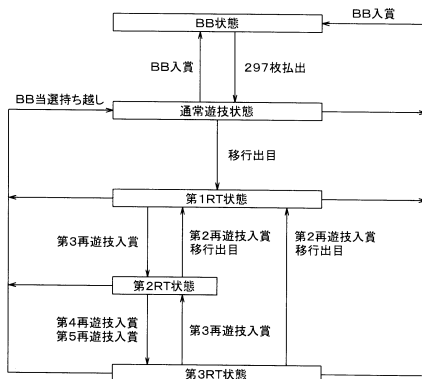 BB状態
BB入賞
BB入賞
297枚払出
BB当選持ち越し
通常遊技状態
移行出目
第1RT状態
第3再遊技入賞
第2再遊技入賞
移行出目
第2再遊技入賞
移行出目
第2RT状態
第4再遊技入賞
第5再遊技入賞
第3再遊技入賞
第3RT状態